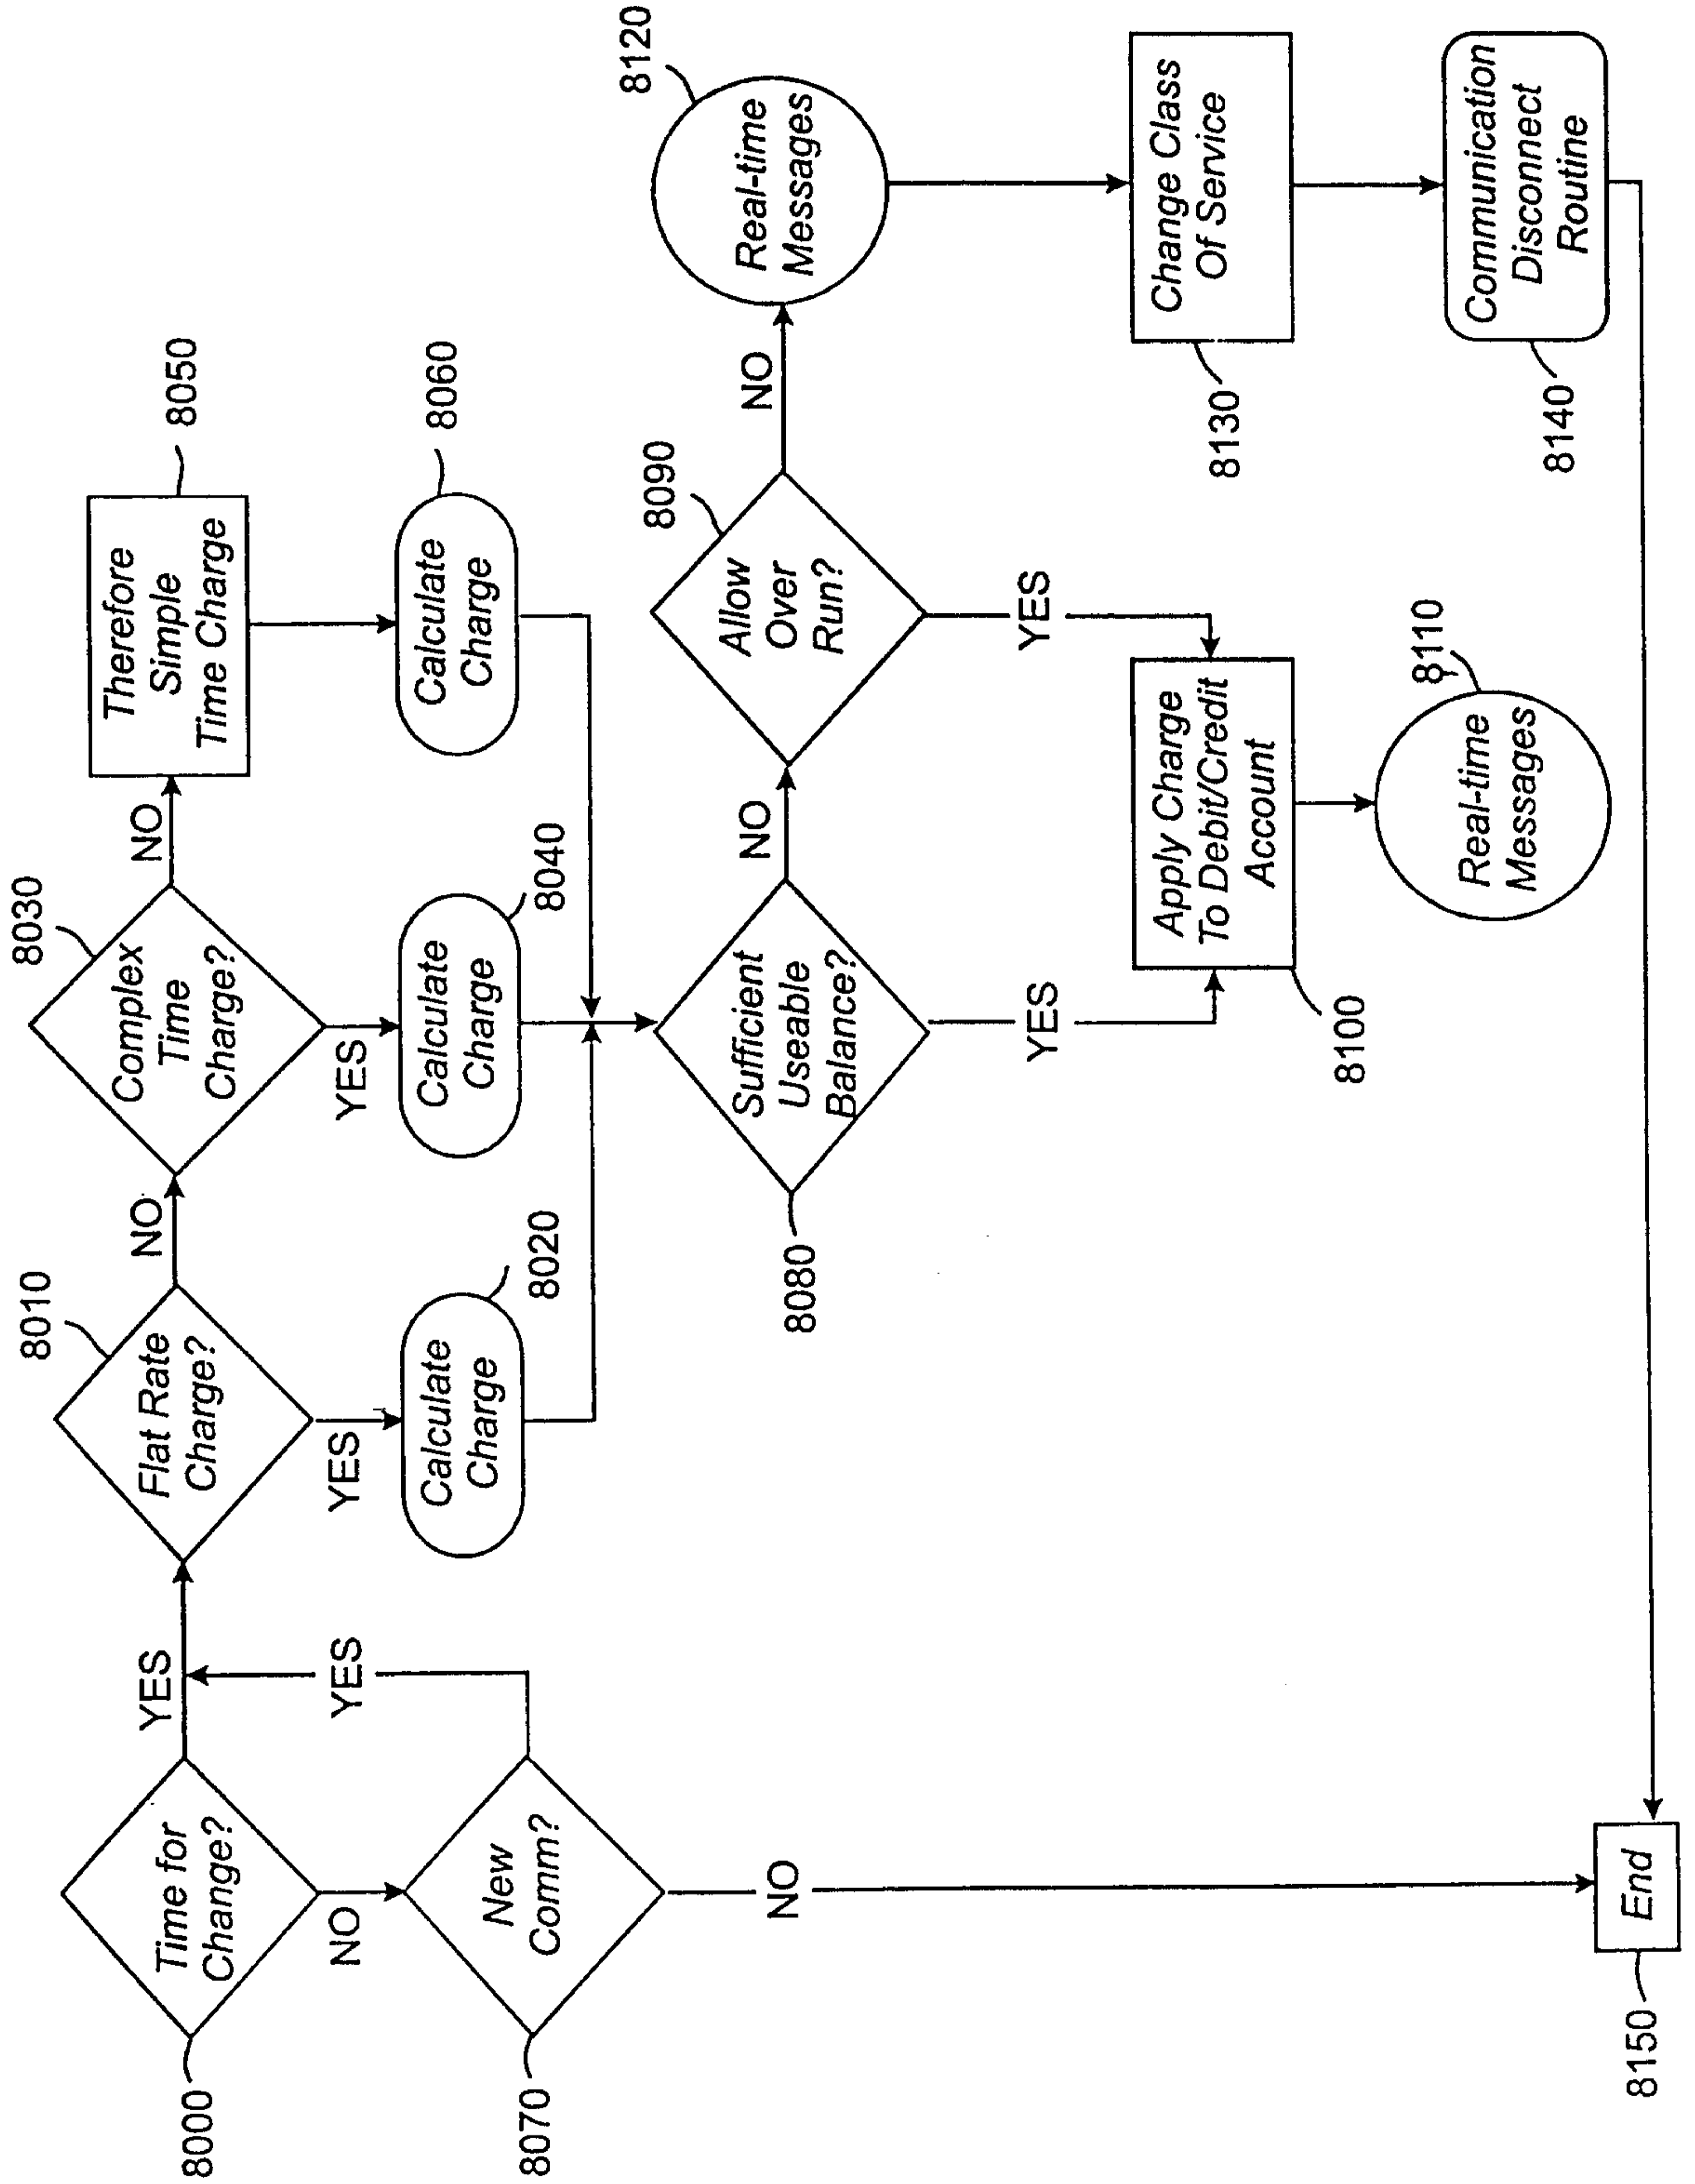 8000
Time for
Change?
YES
NO
8070
New
Comm?
YES
NO
8010
Flat Rate
Charge?
NO
YES
Calculate
Charge
8020
8030
Complex
Time
Charge?
NO
YES
Calculate
Charge
8040
Therefore
Simple
Time Charge
8050
Calculate
Charge
8060
8080
Sufficient
Useable
Balance?
NO
YES
8090
Allow
Over
Run?
NO
YES
8100
Apply Charge
To Debit/Credit
Account
8110
Real-time
Messages
8120
Real-time
Messages
8130
Change Class
Of Service
8140
Communication
Disconnect
Routine
8150
End